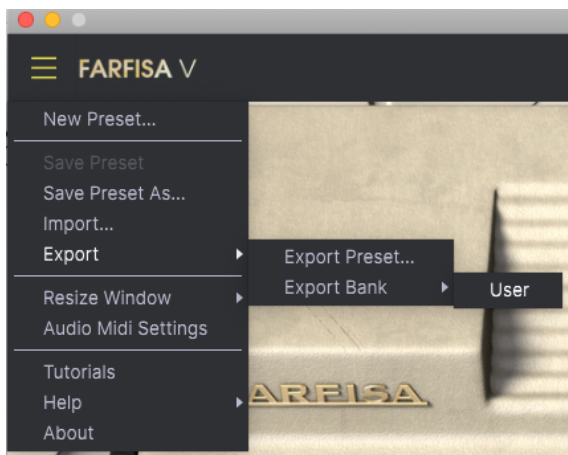 FARFISA V
New Preset...
Save Preset
Save Preset As...
Import...
Export
Export Preset...
Export Bank
User
Resize Window
Audio Midi Settings
Tutorials
Help
About
ARFISA